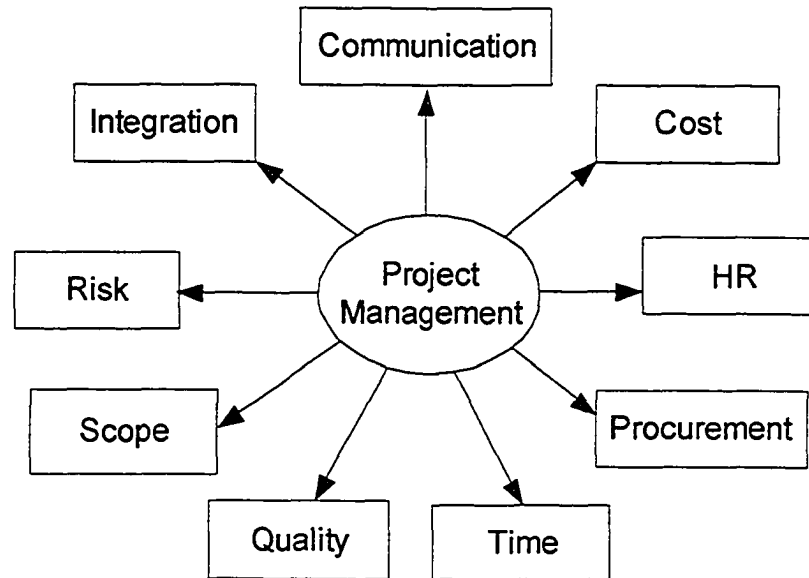 Communication
Integration
Cost
Project
Management
Risk
HR
Scope
Procurement
Quality
Time